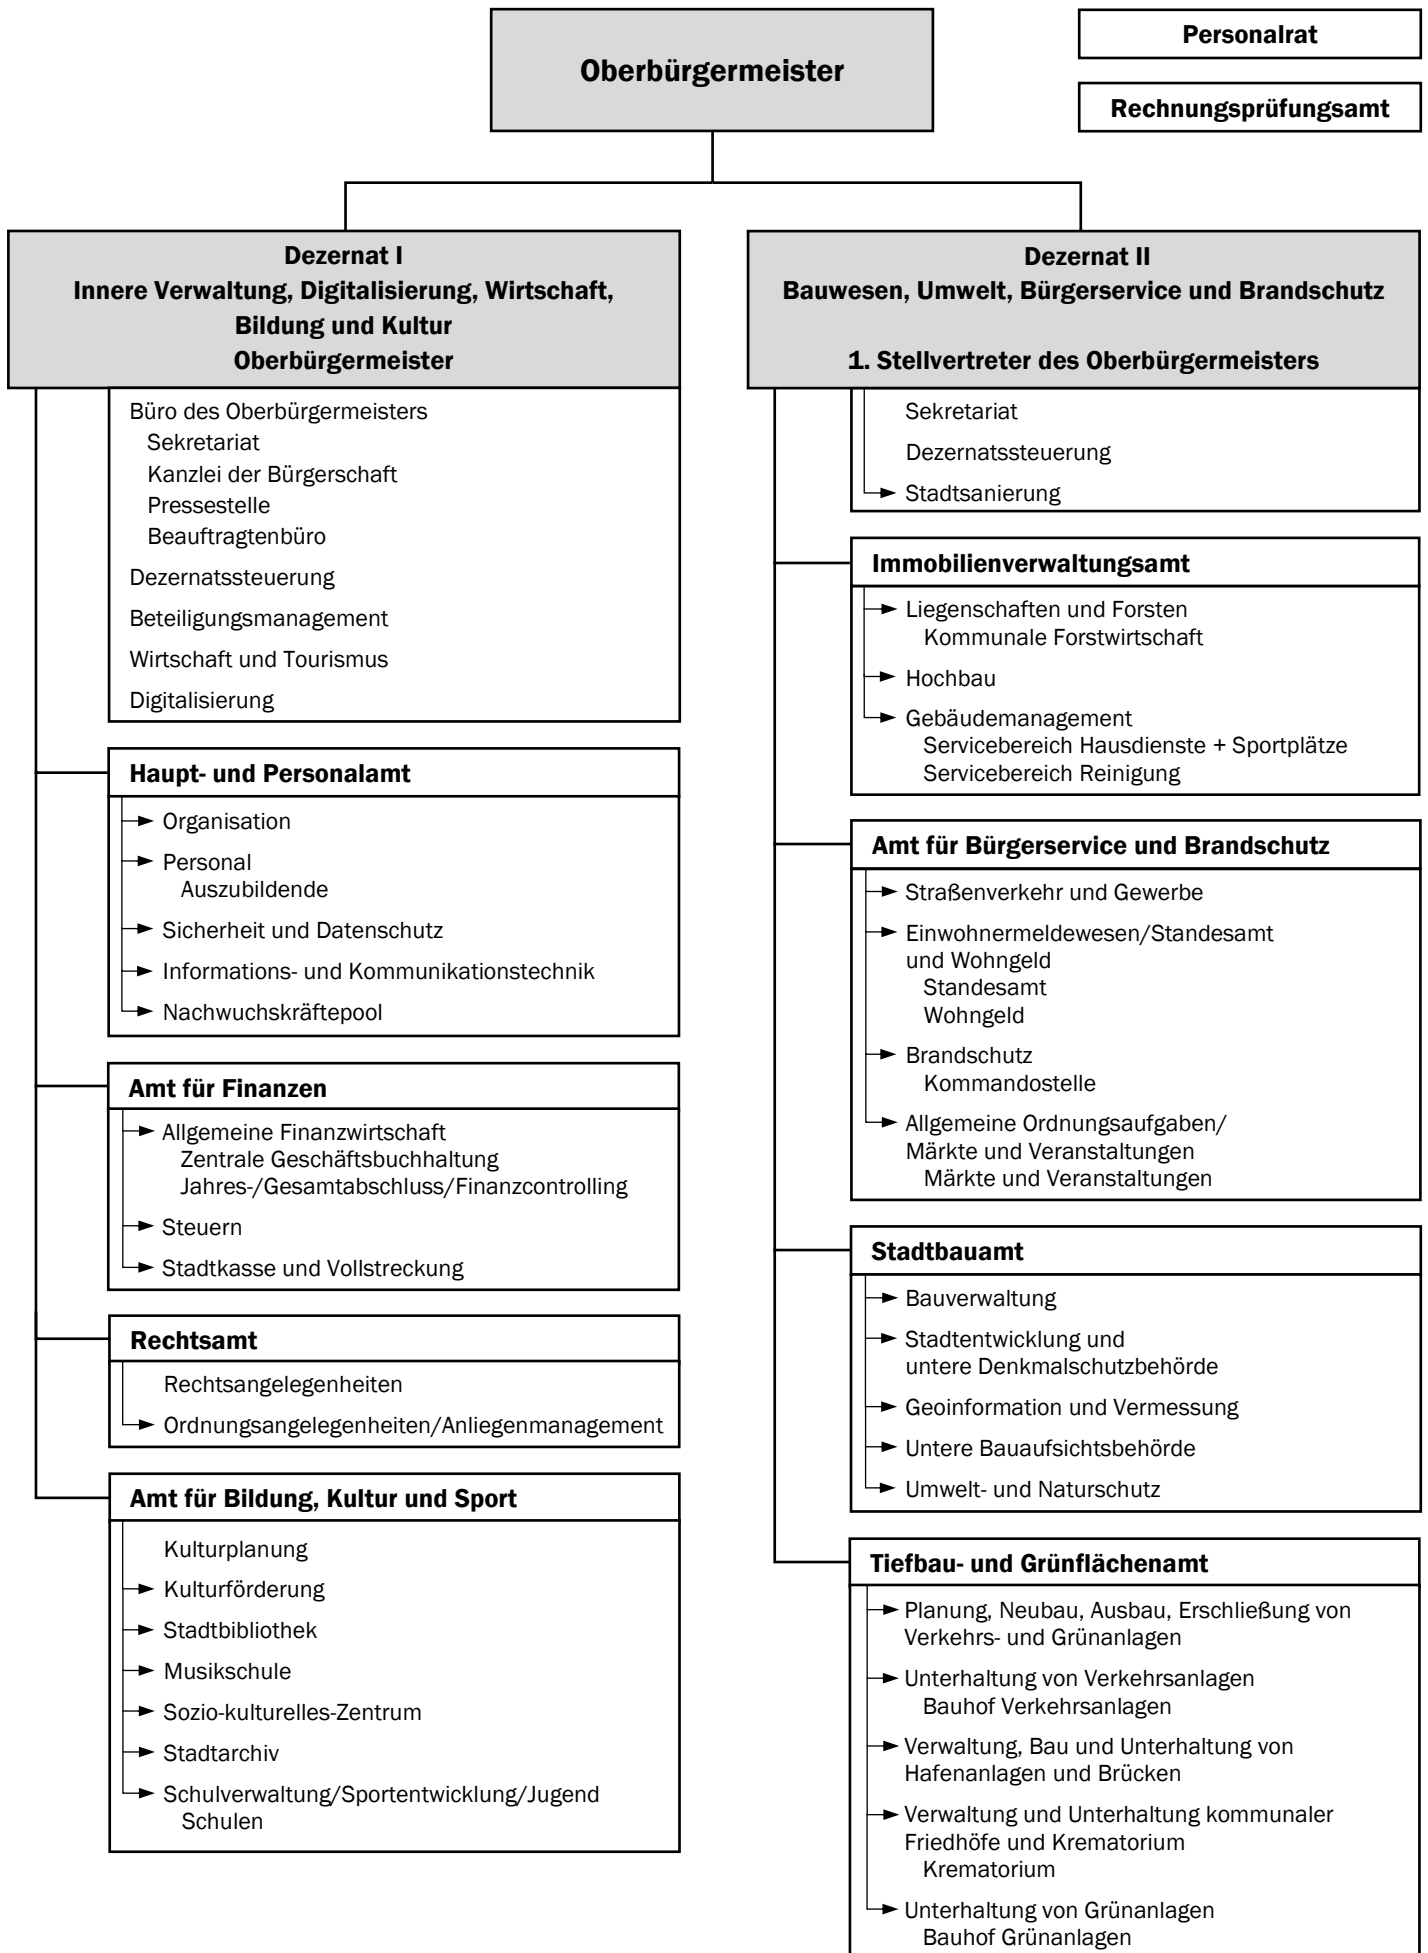 Oberbürgermeister
Personalrat
Rechnungsprüfungsamt
Dezernat I
Innere Verwaltung, Digitalisierung, Wirtschaft,
Bildung und Kultur
Oberbürgermeister
Büro des Oberbürgermeisters
Sekretariat
Kanzlei der Bürgerschaft
Pressestelle
Beauftragtenbüro
Dezernatssteuerung
Beteiligungsmanagement
Wirtschaft und Tourismus
Digitalisierung
Haupt- und Personalamt
Organisation
Personal
Auszubildende
Sicherheit und Datenschutz
Informations- und Kommunikationstechnik
Nachwuchskräftepool
Amt für Finanzen
Allgemeine Finanzwirtschaft
Zentrale Geschäftsbuchhaltung
Jahres-/Gesamtabschluss/Finanzcontrolling
Steuern
Stadtkasse und Vollstreckung
Rechtsamt
Rechtsangelegenheiten
Ordnungsangelegenheiten/Anliegenmanagement
Amt für Bildung, Kultur und Sport
Kulturplanung
Kulturförderung
Stadtbibliothek
Musikschule
Sozio-kulturelles-Zentrum
Stadtarchiv
Schulverwaltung/Sportentwicklung/Jugend
Schulen
Dezernat II
Bauwesen, Umwelt, Bürgerservice und Brandschutz
1. Stellvertreter des Oberbürgermeisters
Sekretariat
Dezernatssteuerung
Stadtsanierung
Immobilienverwaltungsamt
Liegenschaften und Forsten
Kommunale Forstwirtschaft
Hochbau
Gebäudemanagement
Servicebereich Hausdienste + Sportplätze
Servicebereich Reinigung
Amt für Bürgerservice und Brandschutz
Straßenverkehr und Gewerbe
Einwohnermeldewesen/Standesamt
und Wohngeld
Standesamt
Wohngeld
Brandschutz
Kommandostelle
Allgemeine Ordnungsaufgaben/
Märkte und Veranstaltungen
Märkte und Veranstaltungen
Stadtbauamt
Bauverwaltung
Stadtentwicklung und
untere Denkmalschutzbehörde
Geoinformation und Vermessung
Untere Bauaufsichtsbehörde
Umwelt- und Naturschutz
Tiefbau- und Grünflächenamt
Planung, Neubau, Ausbau, Erschließung von
Verkehrs- und Grünanlagen
Unterhaltung von Verkehrsanlagen
Bauhof Verkehrsanlagen
Verwaltung, Bau und Unterhaltung von
Hafenanlagen und Brücken
Verwaltung und Unterhaltung kommunaler
Friedhöfe und Krematorium
Krematorium
Unterhaltung von Grünanlagen
Bauhof Grünanlagen